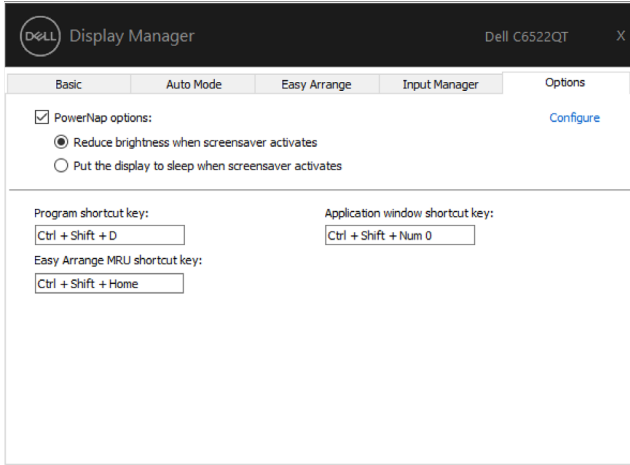 DELL Display Manager
Dell C6522QT X
Basic Auto Mode Easy Arrange Input Manager Options
PowerNap options: Configure
Reduce brightness when screensaver activates
Put the display to sleep when screensaver activates
Program shortcut key: Application window shortcut key:
Ctrl + Shift + D Ctrl + Shift + Num 0
Easy Arrange MRU shortcut key:
Ctrl + Shift + Home